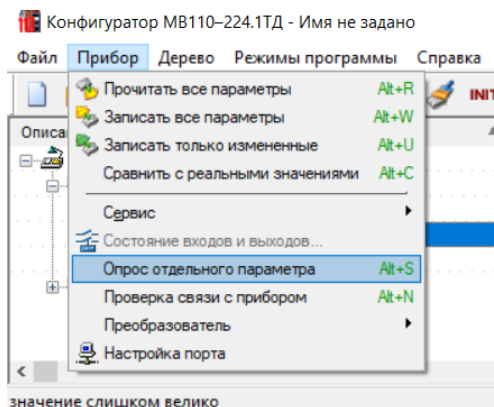 Конфигуратор МВ110–224.1ТД - Имя не задано
Файл Прибор Дерево Режимы программы Справка
Прочитать все параметры Alt+R
Записать все параметры Alt+W
INIT
Записать только измененные Alt+U
Описа
Сравнить с реальными значениями Alt+C
Сервис
Состояние входов и выходов...
Опрос отдельного параметра Alt+S
Проверка связи с прибором Alt+N
Преобразователь
Настройка порта
значение слишком велико